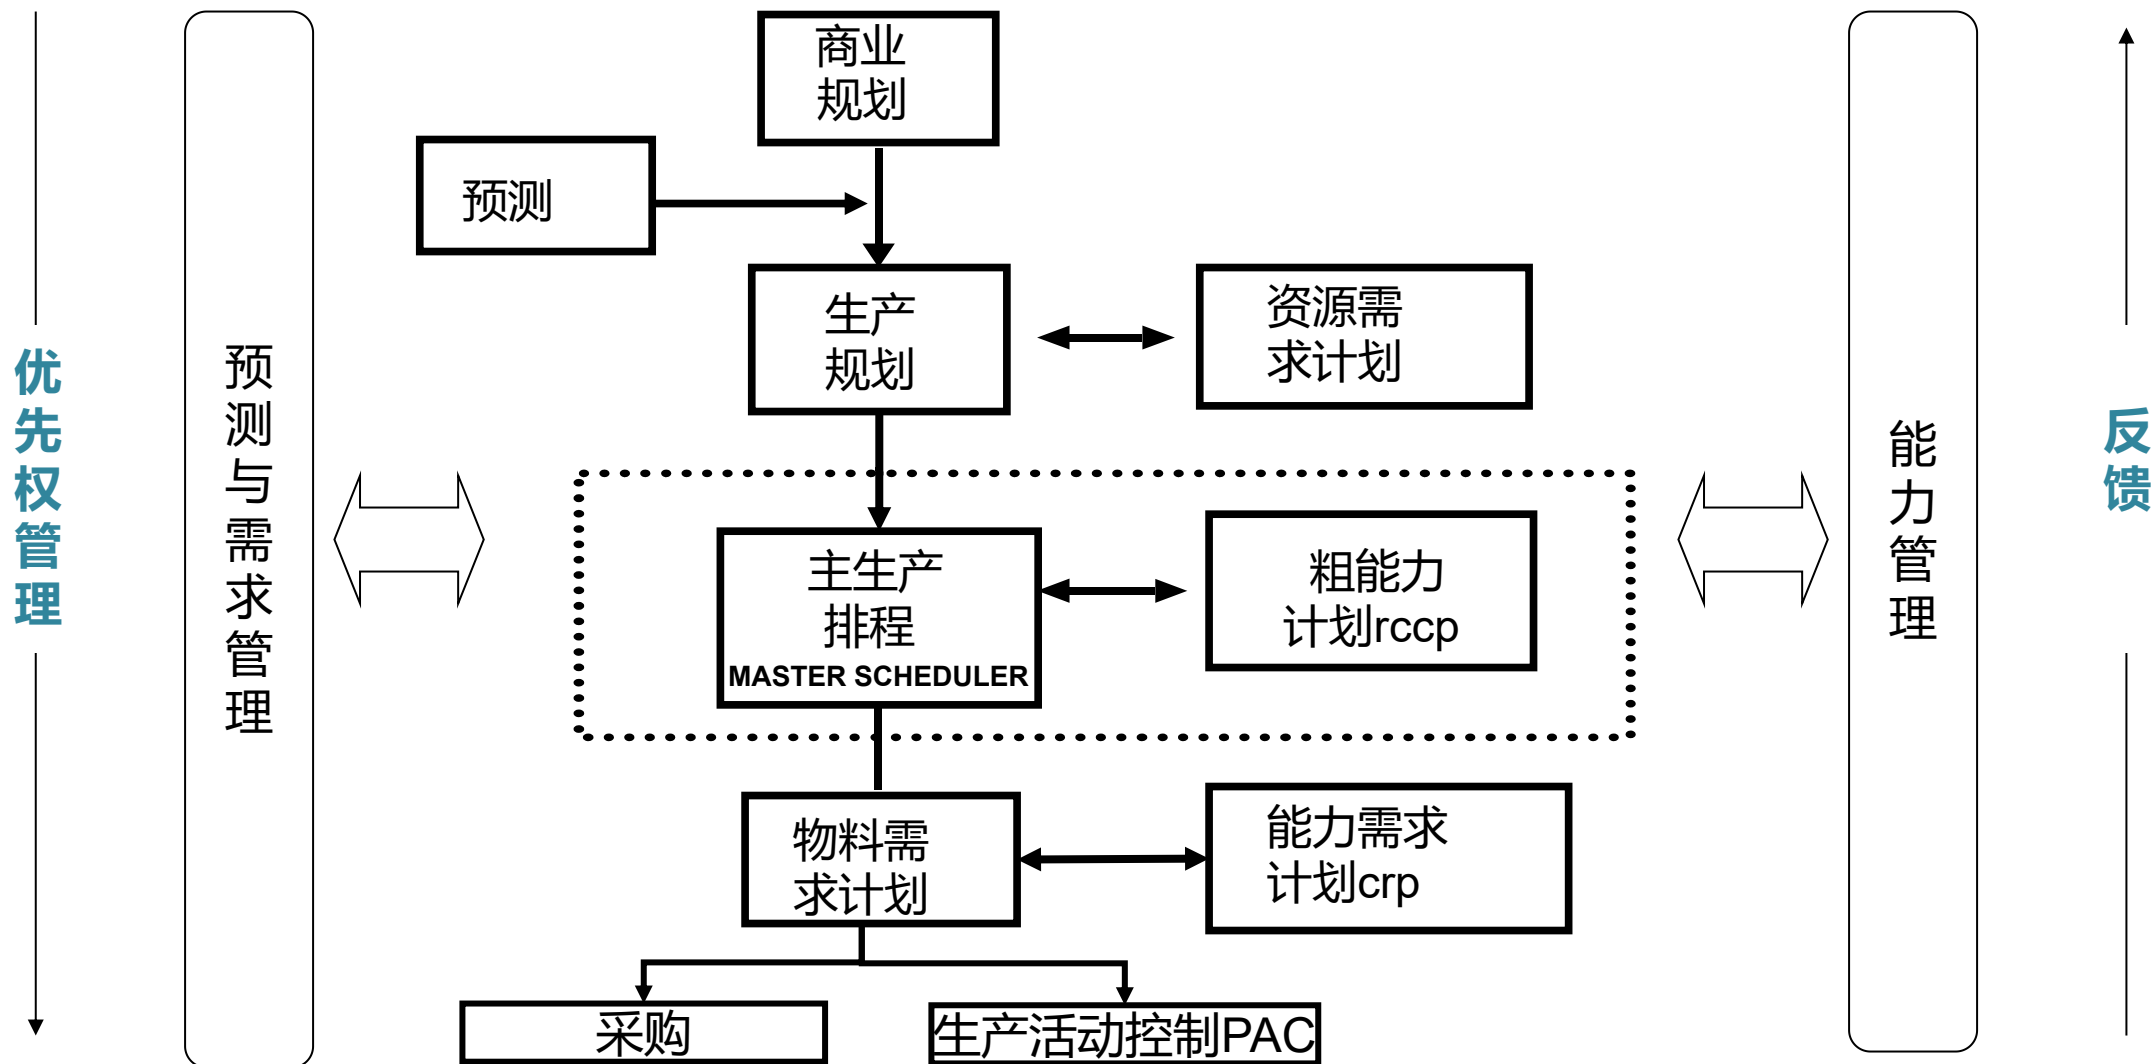 优先权管理
预测与需求管理
商业
规划
预测
生产
规划
资源需
求计划
主生产
排程
MASTER SCHEDULER
粗能力
计划rccp
物料需
求计划
能力需求
计划crp
采购
生产活动控制PAC
能力管理
反馈